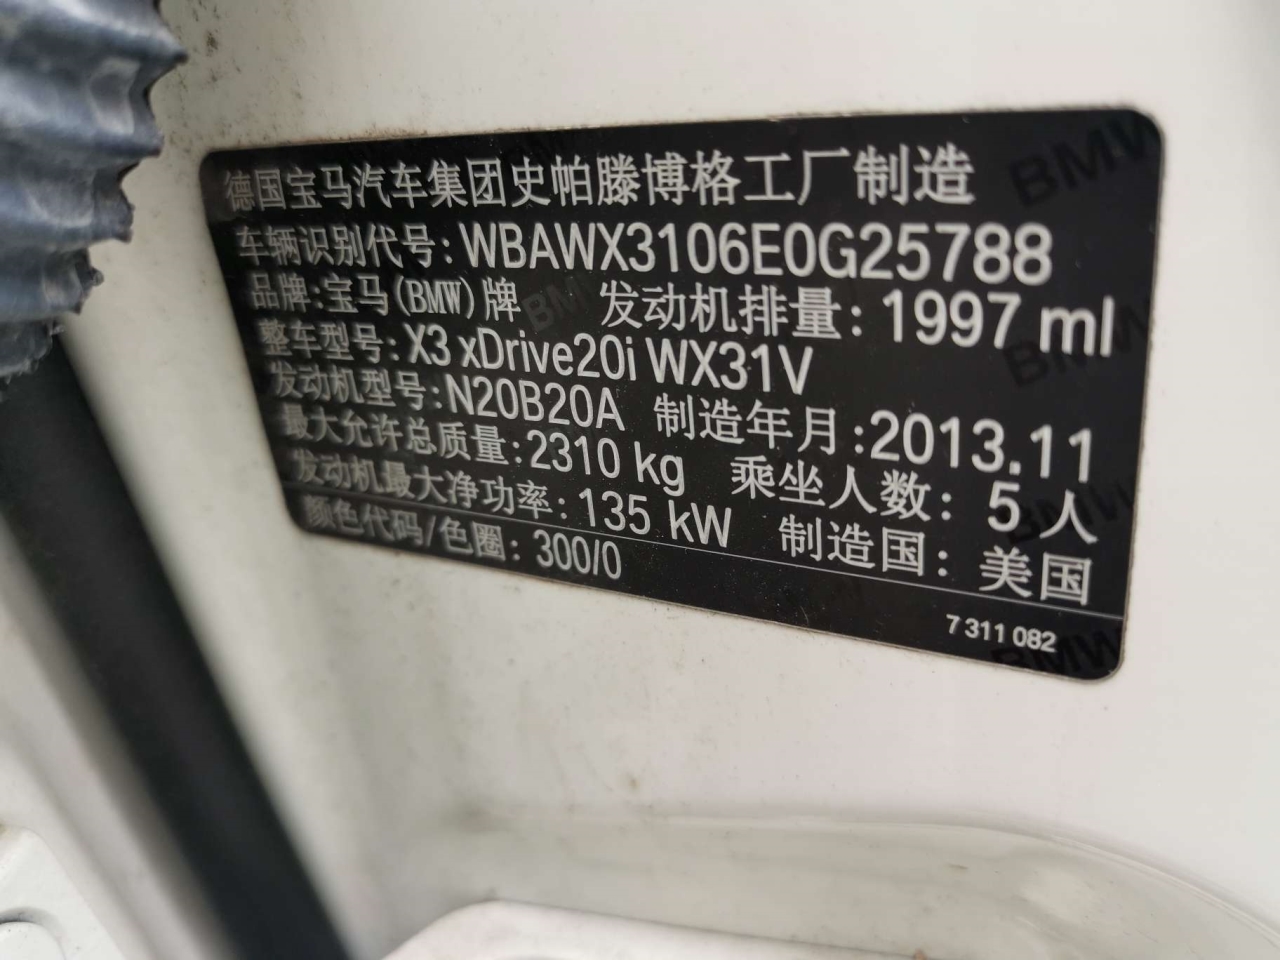 德国宝马汽车集团史帕滕博格工厂制造
车辆识别代号:WBAWX3106E0G25788
品牌:宝马(BMW)牌 发动机排量:1997 ml
整车型号:X3 xDrive20i WX31V
发动机型号:N20B20A 制造年月:2013.11
最大允许总质量:2310 kg 乘坐人数: 5人
发动机最大净功率:135 kW 制造国:美国
颜色代码/色圈:300/0
7 311 082